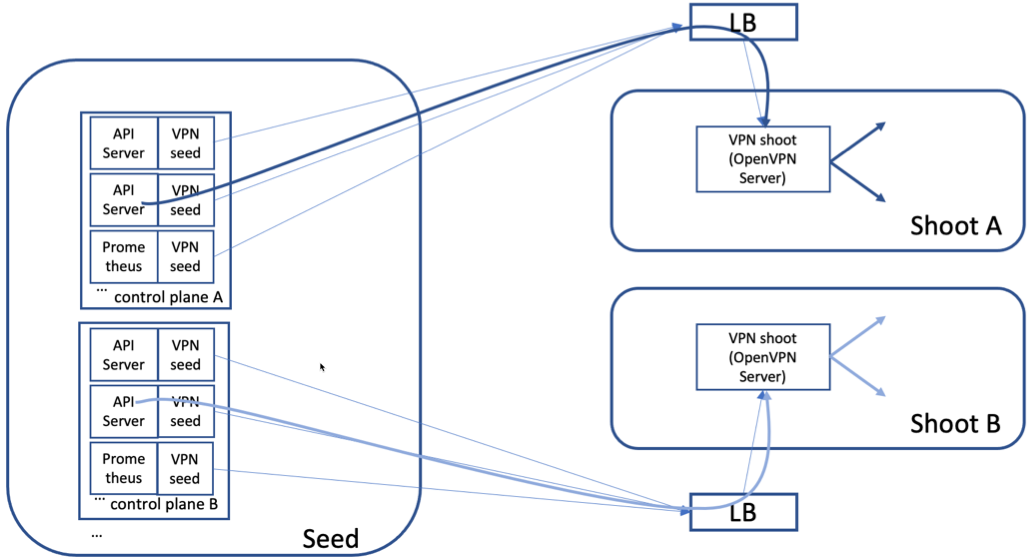 LB
API
Server
VPN
seed
API
Server
VPN
seed
Prome
theus
VPN
seed
...
control plane A
API
Server
VPN
seed
API
Server
VPN
seed
Prome
theus
VPN
seed
...
control plane B
...
Seed
VPN shoot
(OpenVPN
Server)
Shoot A
VPN shoot
(OpenVPN
Server)
Shoot B
LB